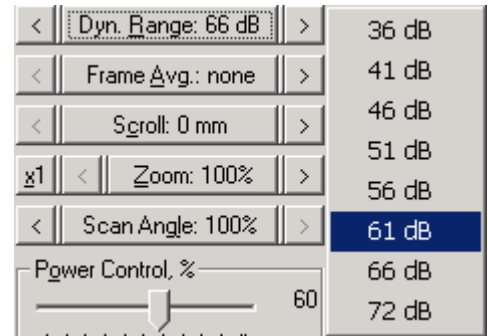 < Dyn. Range: 66 dB >
< Frame Avg.: none >
< Scroll: 0 mm >
x1 < Zoom: 100% >
< Scan Angle: 100% >
Power Control, %
60
36 dB
41 dB
46 dB
51 dB
56 dB
61 dB
66 dB
72 dB